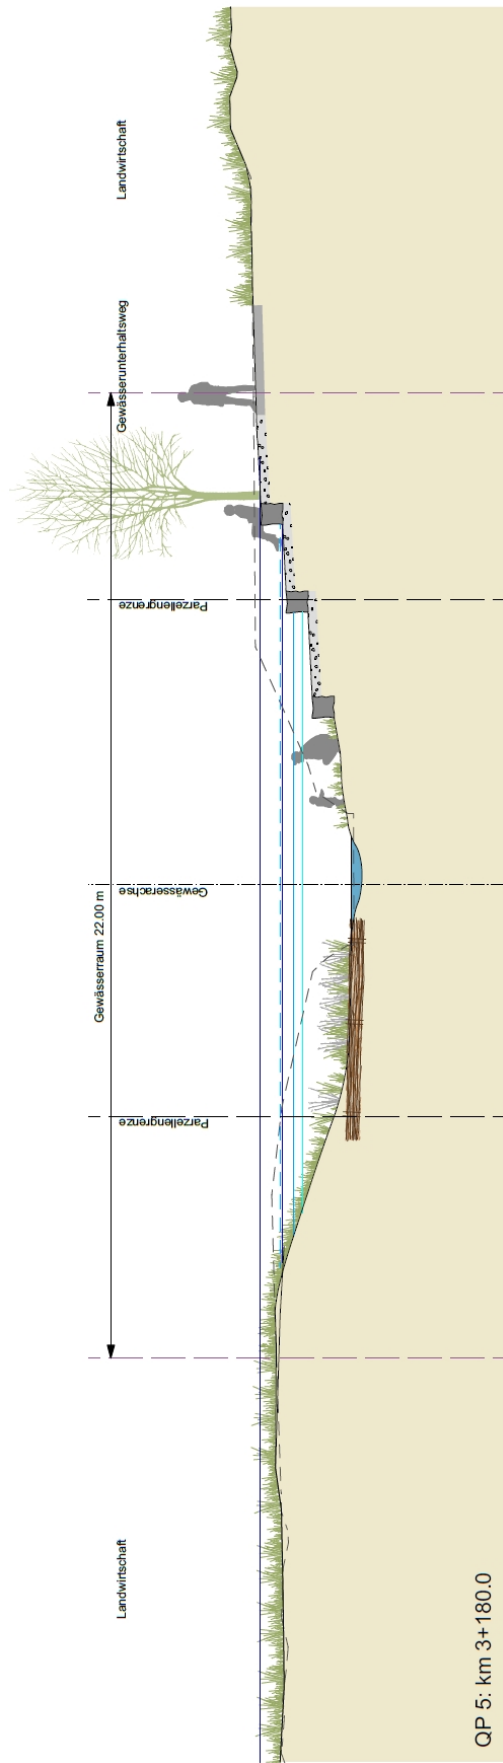 Landwirtschaft
Gewässerraum 22.00 m
Parzellengrenze
Gewässerachse
Parzellengrenze
Gewässerunterhaltsweg
Landwirtschaft
QP 5: km 3+180.0